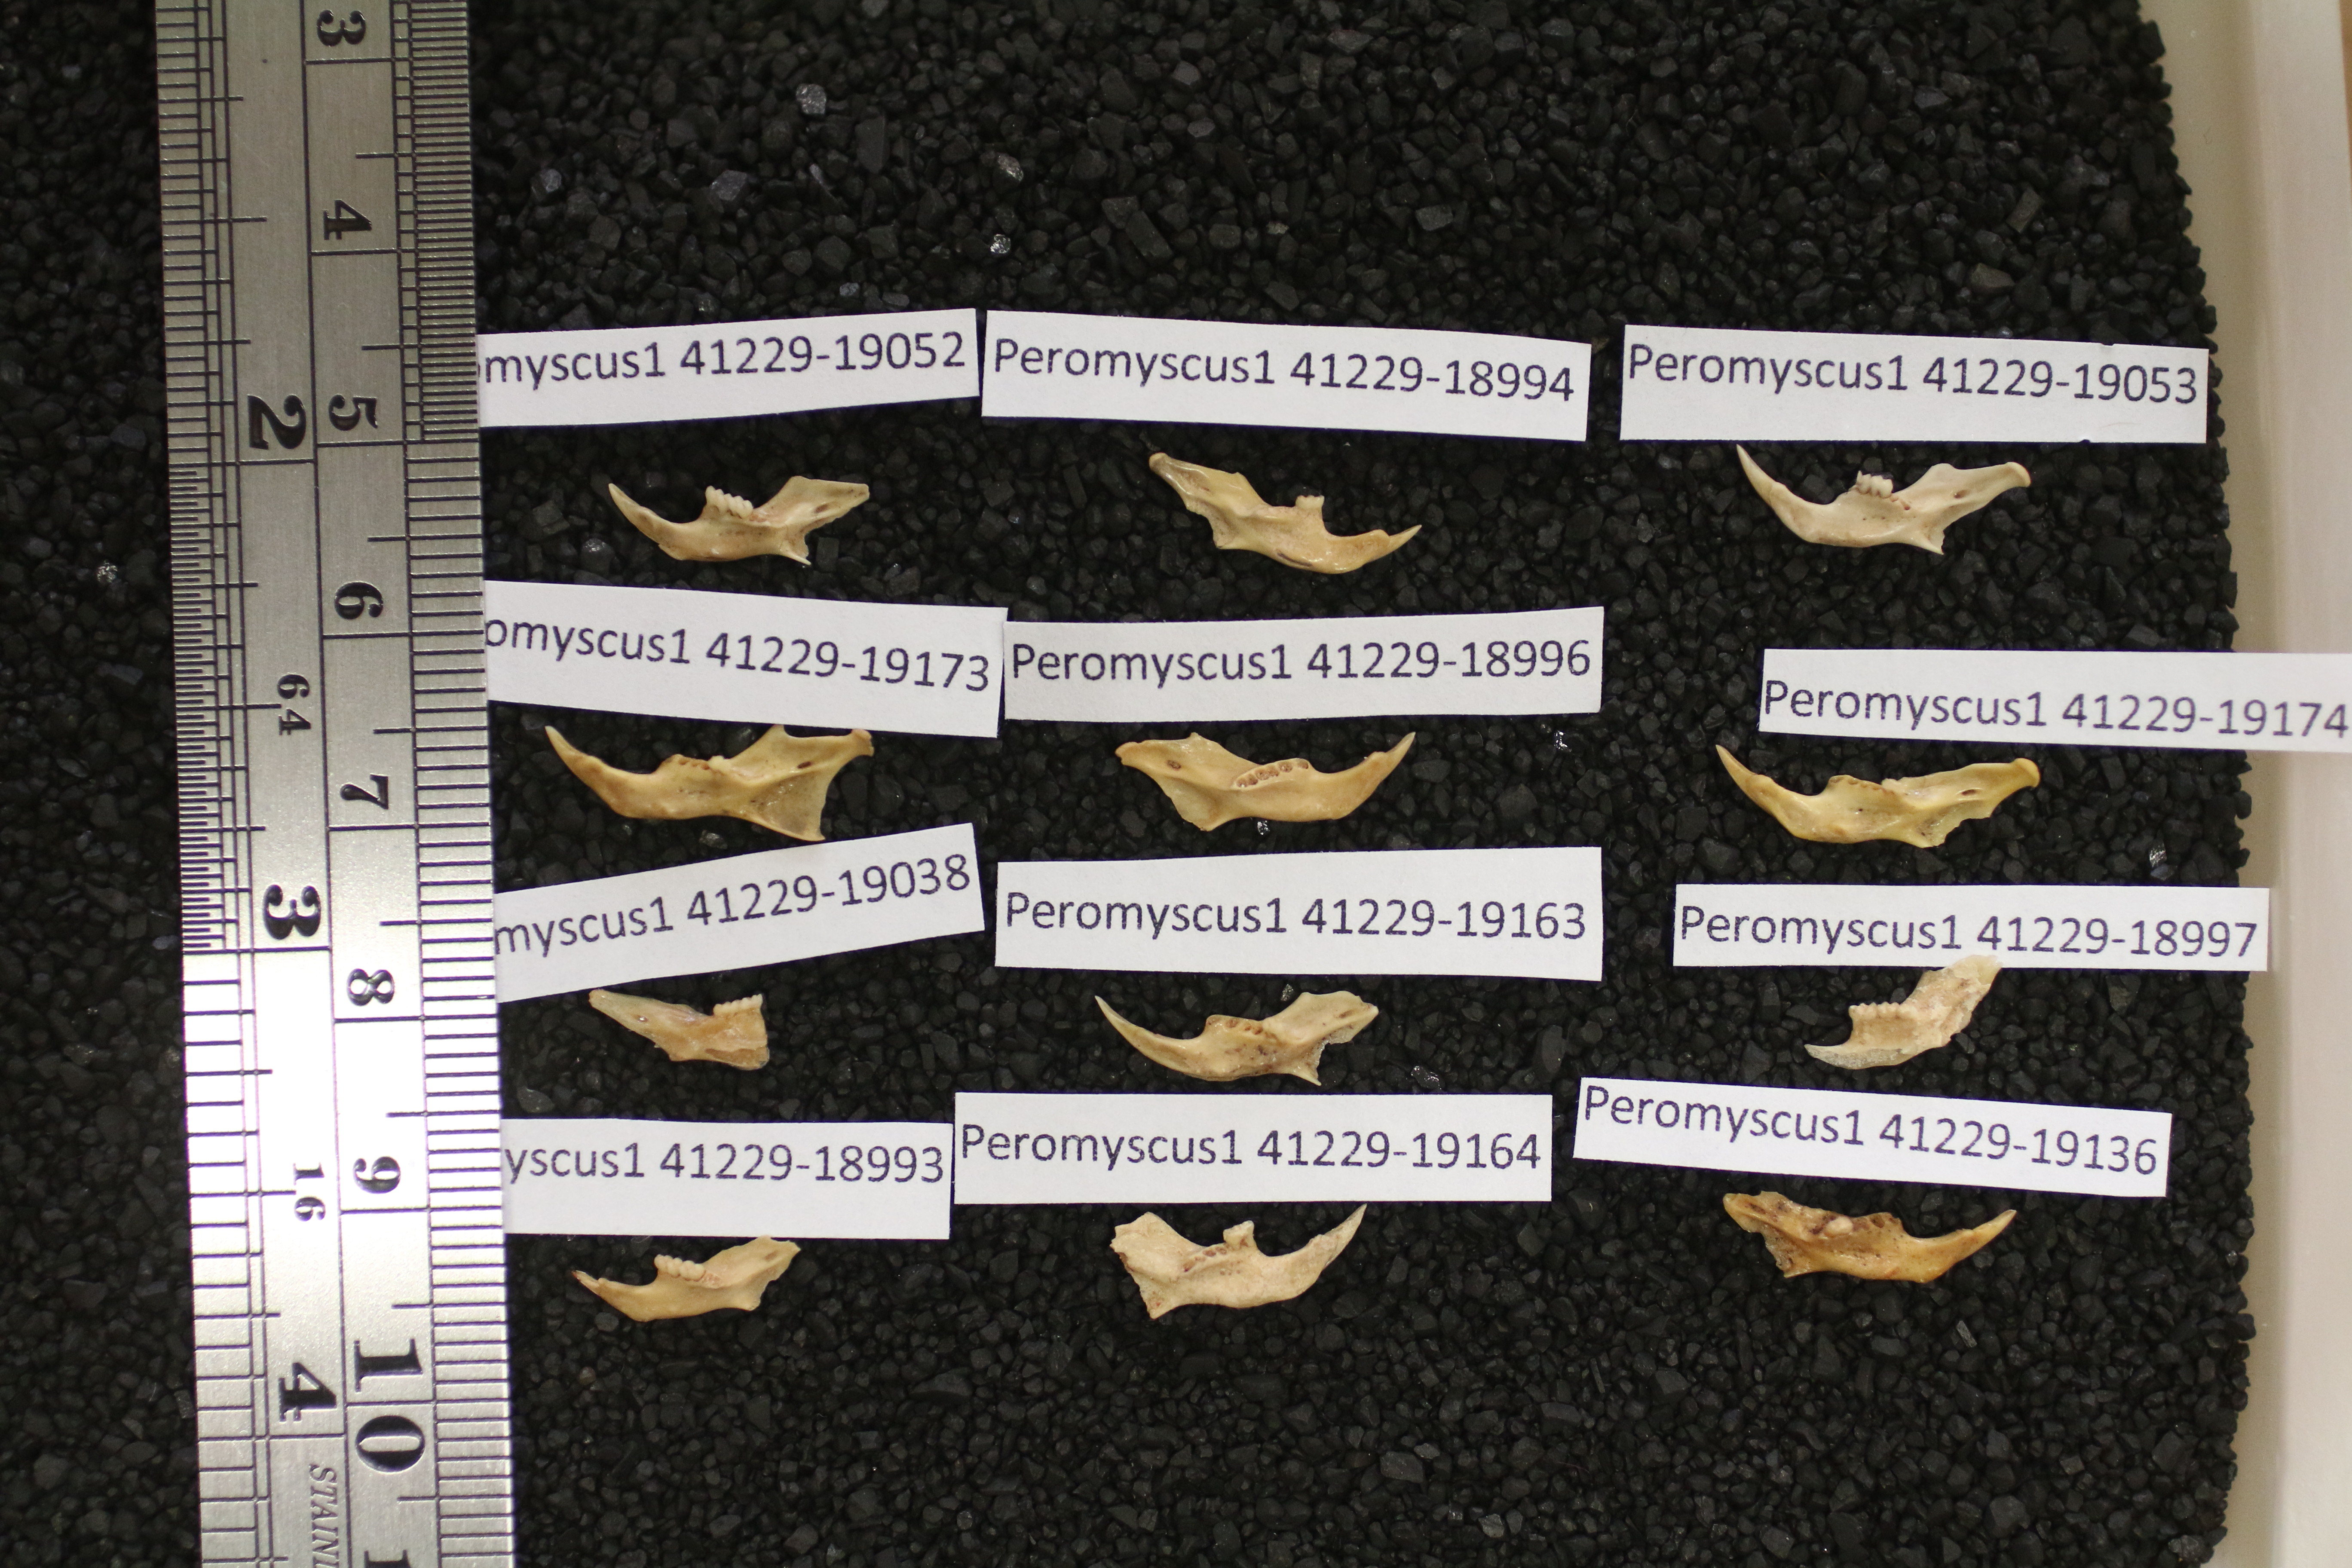 3
4
2 5
6
64
7
3
8
16 9
4 10
STAINL
omyscus1 41229-19052
Peromyscus1 41229-18994
Peromyscus1 41229-19053
omyscus1 41229-19173
Peromyscus1 41229-18996
Peromyscus1 41229-19174
myscus1 41229-19038
Peromyscus1 41229-19163
Peromyscus1 41229-18997
yscus1 41229-18993
Peromyscus1 41229-19164
Peromyscus1 41229-19136